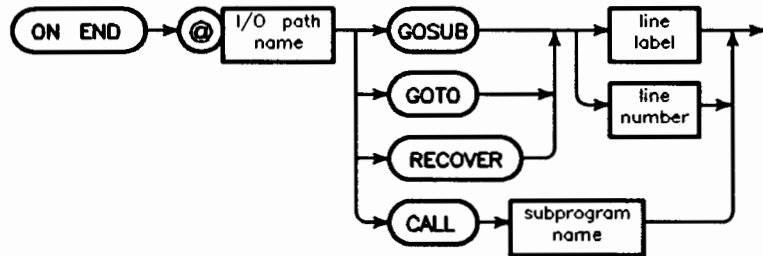 ON END
@
I/O path
name
GOSUB
GOTO
RECOVER
CALL
subprogram
name
line
label
line
number